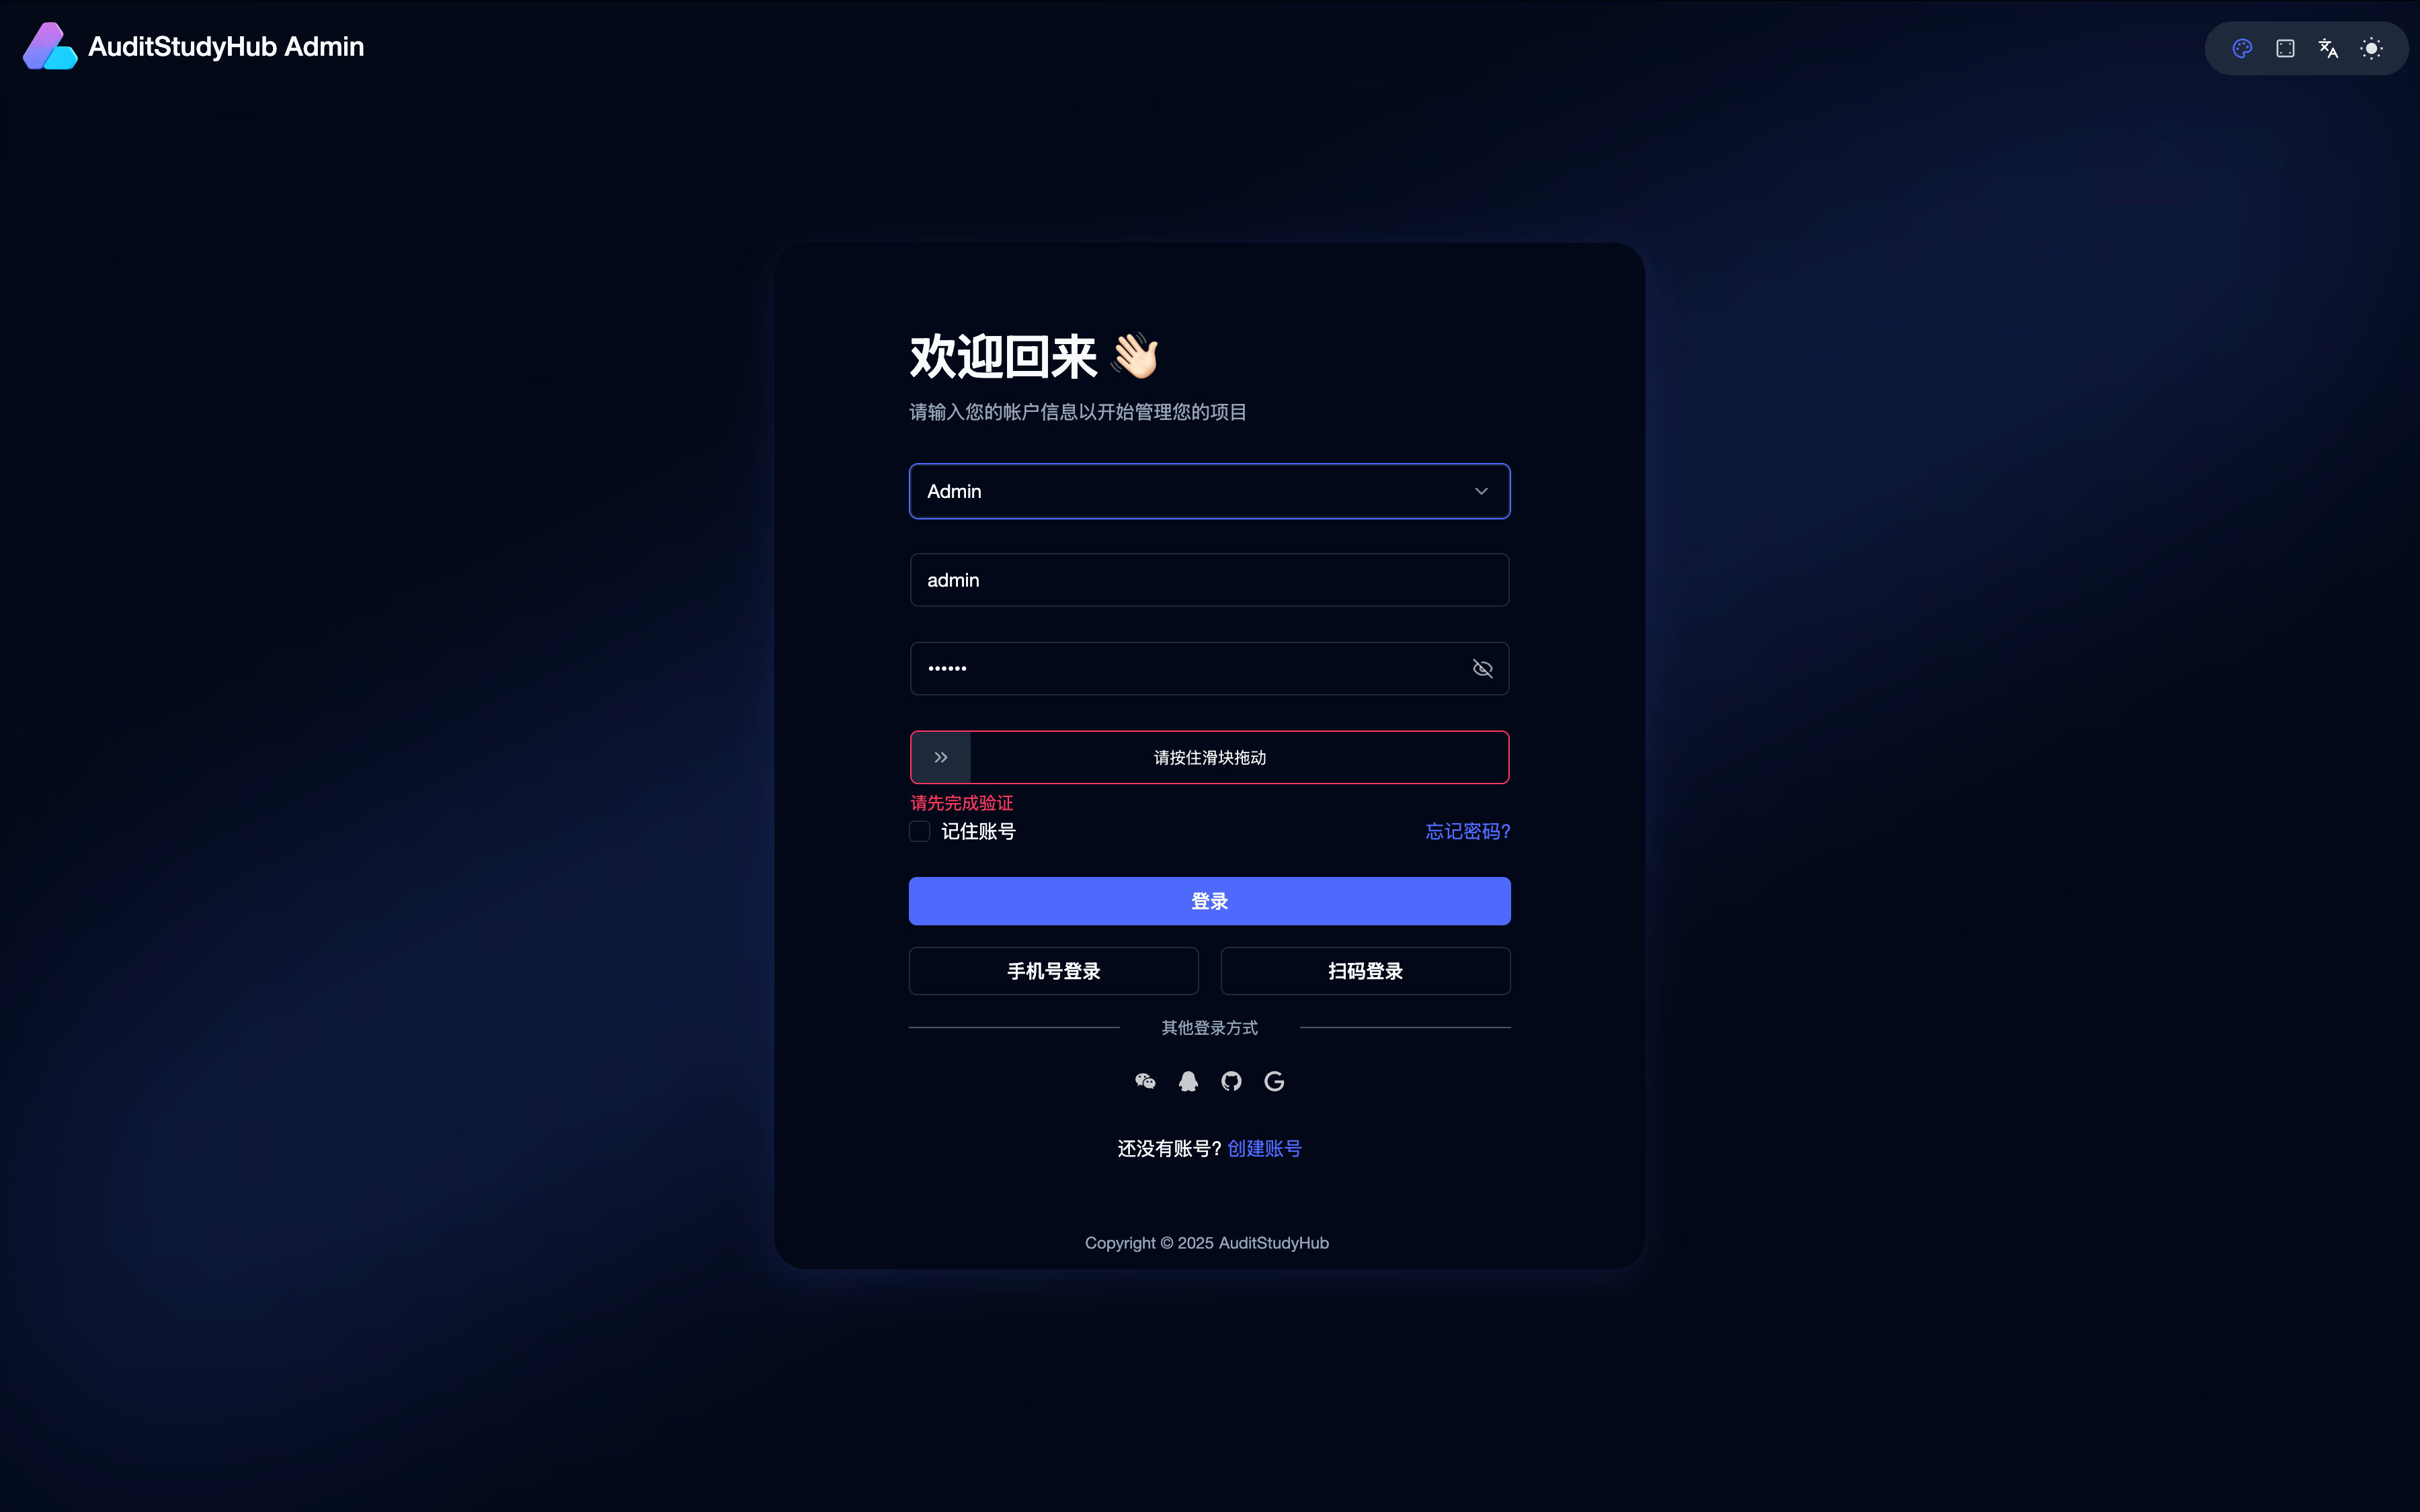 AuditStudyHub Admin
欢迎回来 👋🏻
请输入您的帐户信息以开始管理您的项目
Admin
admin
••••••
请按住滑块拖动
请先完成验证
记住账号
忘记密码?
登录
手机号登录
扫码登录
其他登录方式
还没有账号? 创建账号
Copyright © 2025 AuditStudyHub